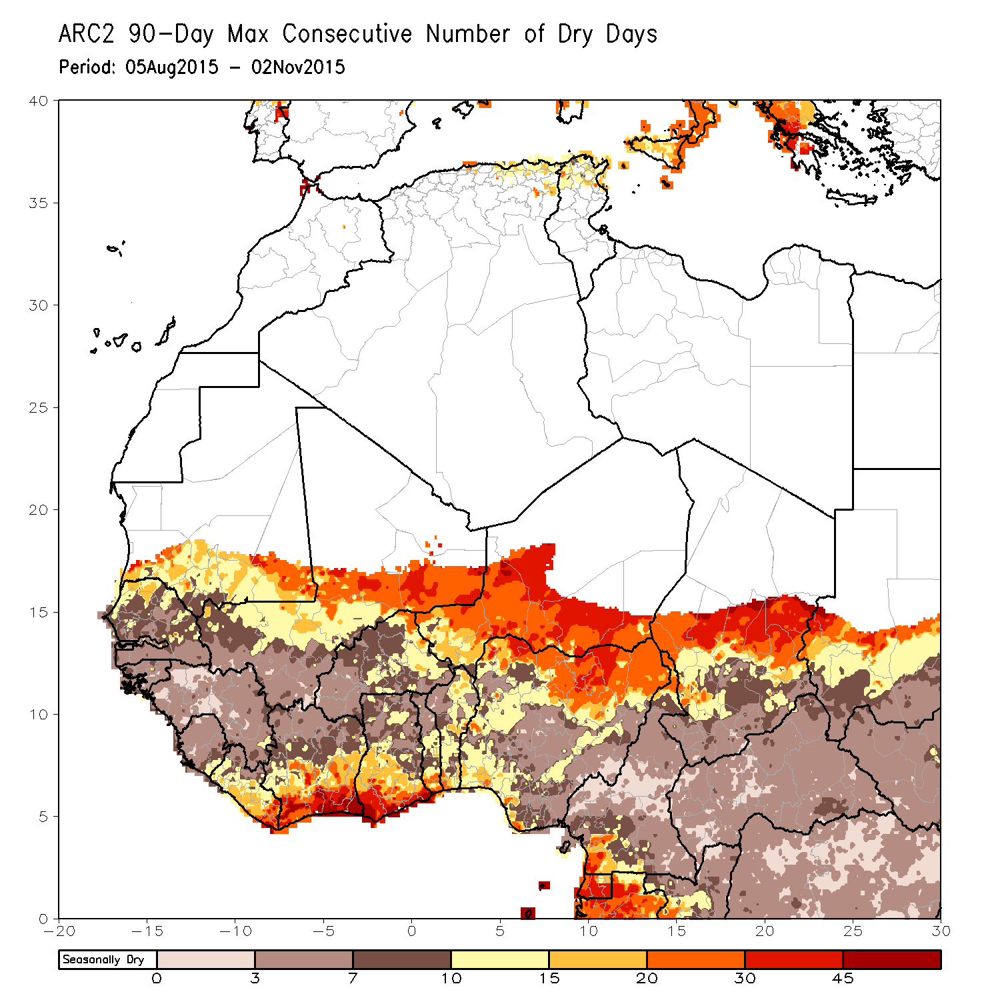 ARC2 90-Day Max Consecutive Number of Dry Days
Period: 05Aug2015 - 02Nov2015
40
35
30
25
20
15
10
5
0
-20 -15 -10 -5 0 5 10 15 20 25 30
Seasonally Dry
0 3 7 10 15 20 30 45